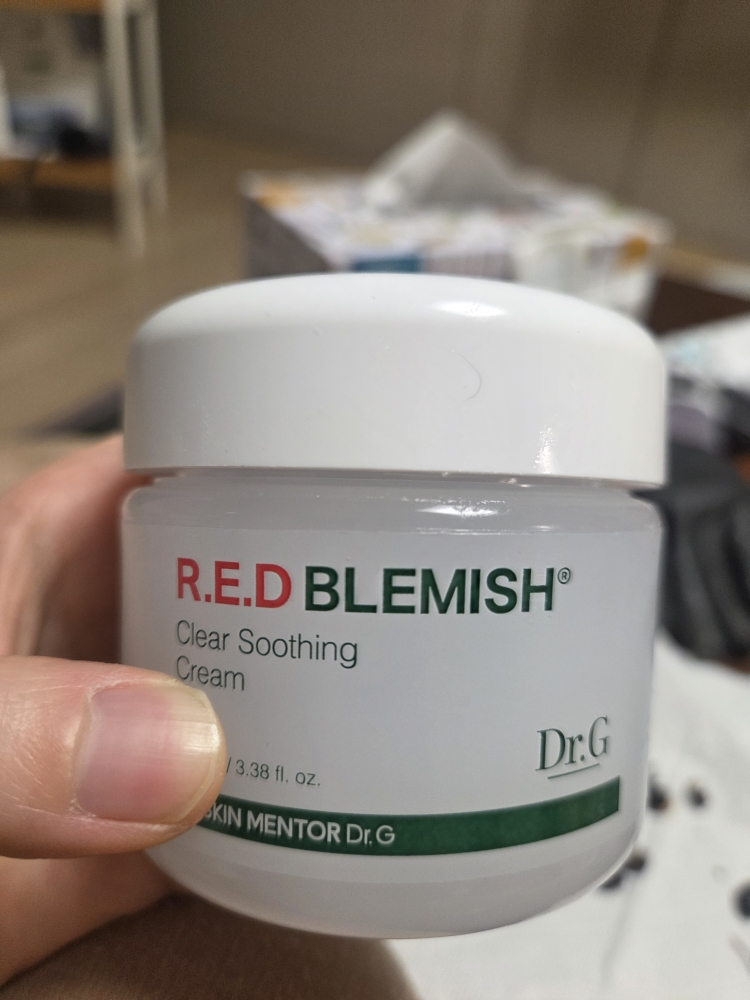 R.E.D BLEMISH®
Clear Soothing
Cream
Dr.G
/ 3.38 fl. oz.
SKIN MENTOR Dr.G